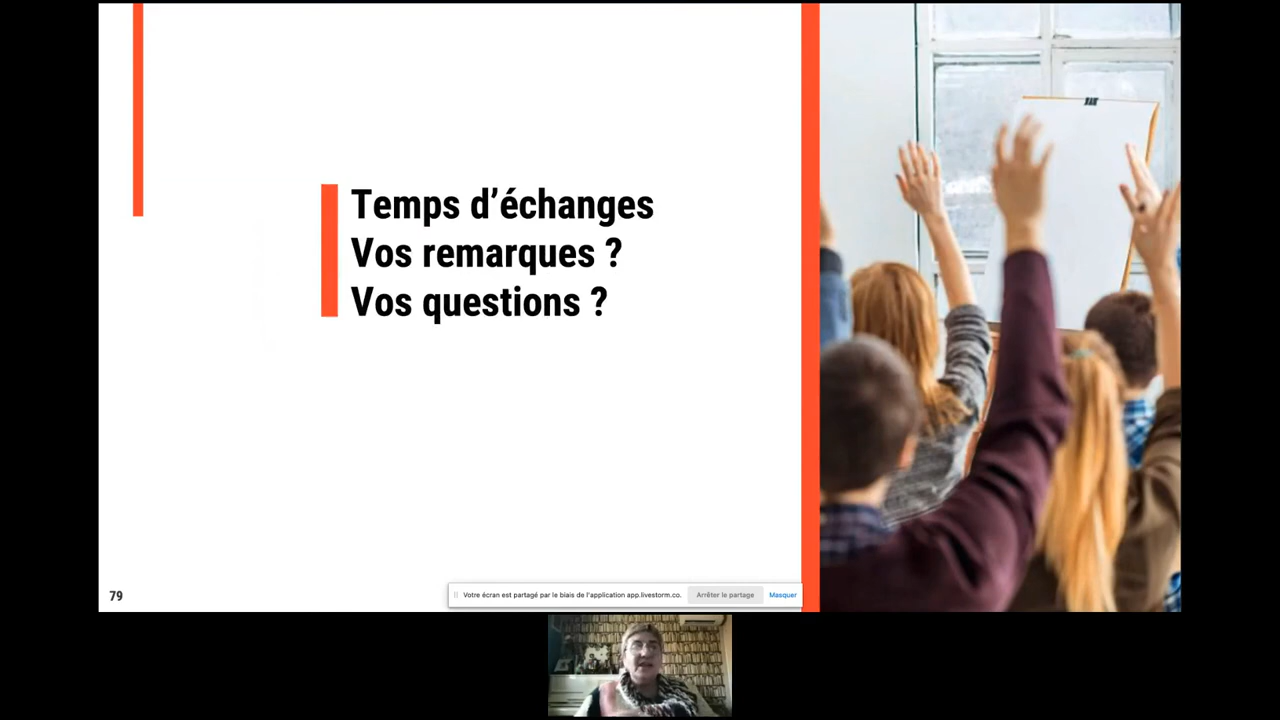 Temps d’échanges
Vos remarques ?
Vos questions ?
79
Votre écran est partagé par le biais de l'application app.livestorm.co. Arrêter le partage Masquer